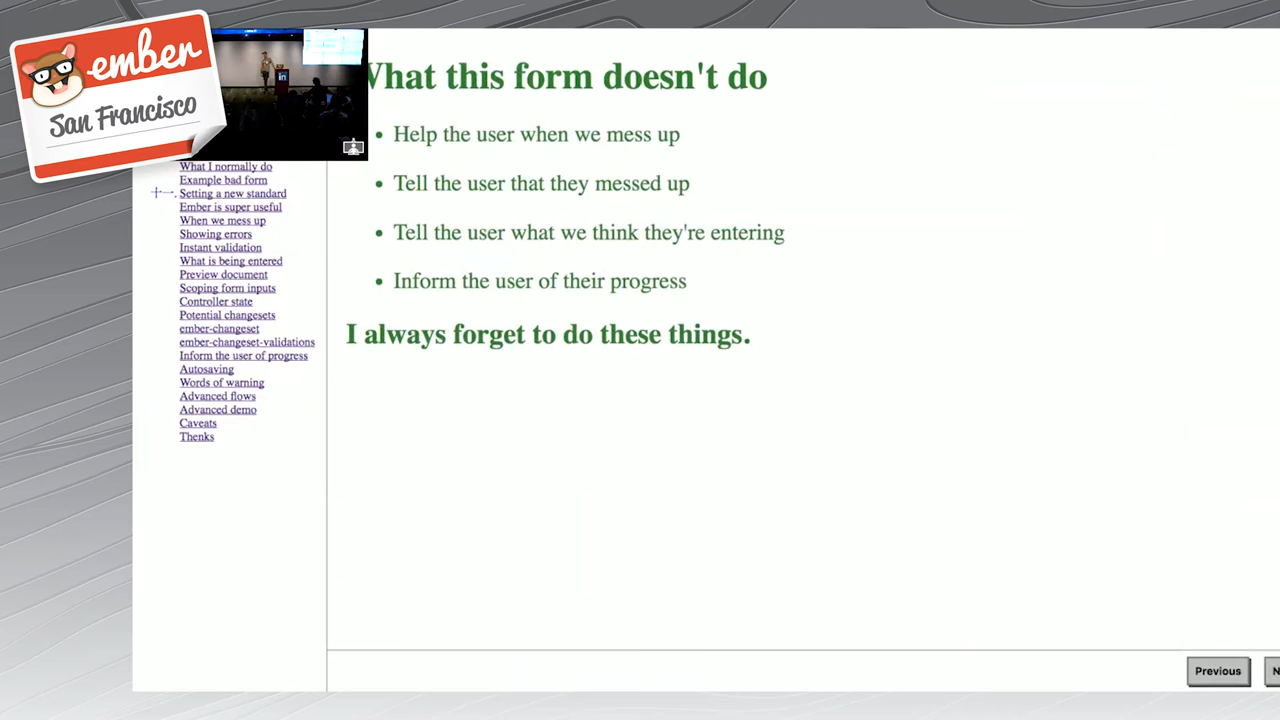 ember
San Francisco
in
What this form doesn't do
• Help the user when we mess up
• Tell the user that they messed up
• Tell the user what we think they're entering
• Inform the user of their progress
I always forget to do these things.
What I normally do
Example bad form
Setting a new standard
Ember is super useful
When we mess up
Showing errors
Instant validation
What is being entered
Preview document
Scoping form inputs
Controller state
Potential changesets
ember-changeset
ember-changeset-validations
Inform the user of progress
Autosaving
Words of warning
Advanced flows
Advanced demo
Caveats
Thenks
Previous
N